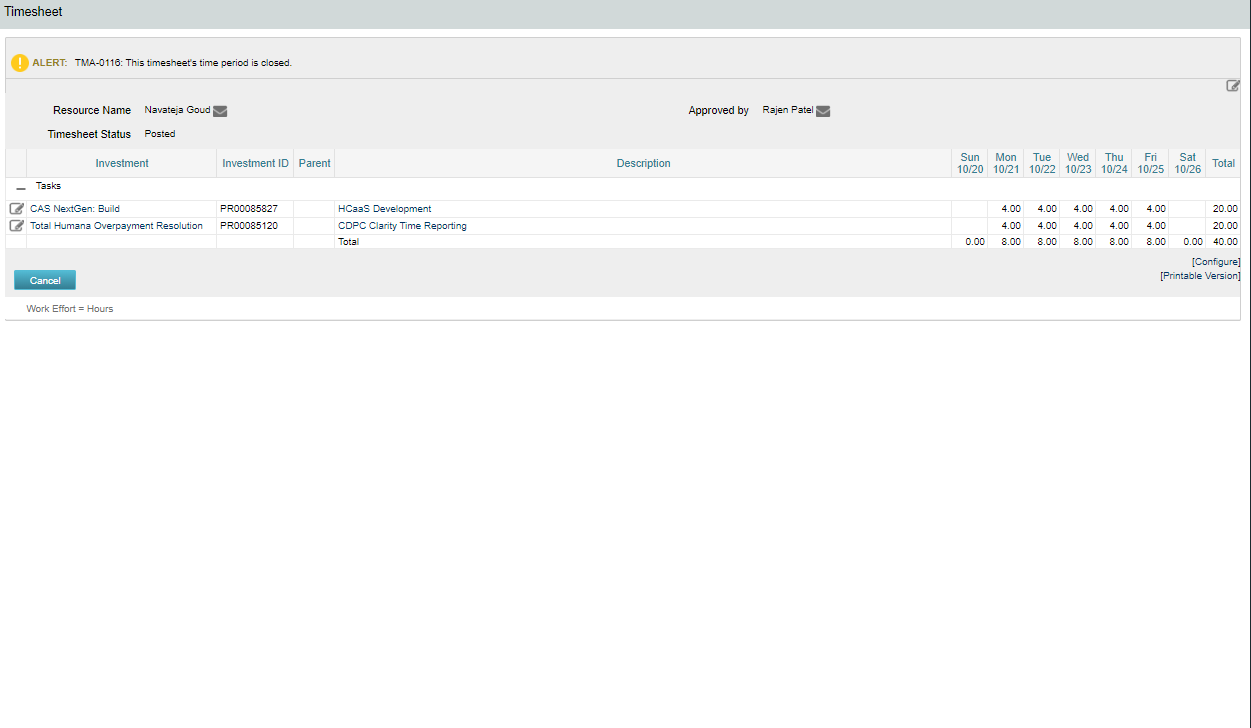 Timesheet
ALERT: TMA-0116: This timesheet's time period is closed.
Resource Name Navateja Goud Approved by Rajen Patel
Timesheet Status Posted
Investment Investment ID Parent Description Sun 10/20 Mon 10/21 Tue 10/22 Wed 10/23 Thu 10/24 Fri 10/25 Sat 10/26 Total
Tasks
CAS NextGen: Build PR00085827 HCaaS Development 4.00 4.00 4.00 4.00 4.00 20.00
Total Humana Overpayment Resolution PR00085120 CDPC Clarity Time Reporting 4.00 4.00 4.00 4.00 4.00 20.00
Total 0.00 8.00 8.00 8.00 8.00 8.00 0.00 40.00
[Configure]
Cancel [Printable Version]
Work Effort = Hours